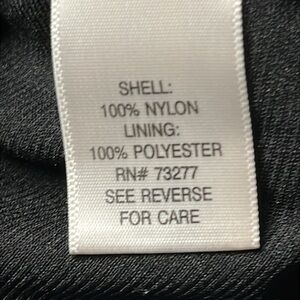 SHELL:
100% NYLON
LINING:
100% POLYESTER
RN# 73277
SEE REVERSE
FOR CARE